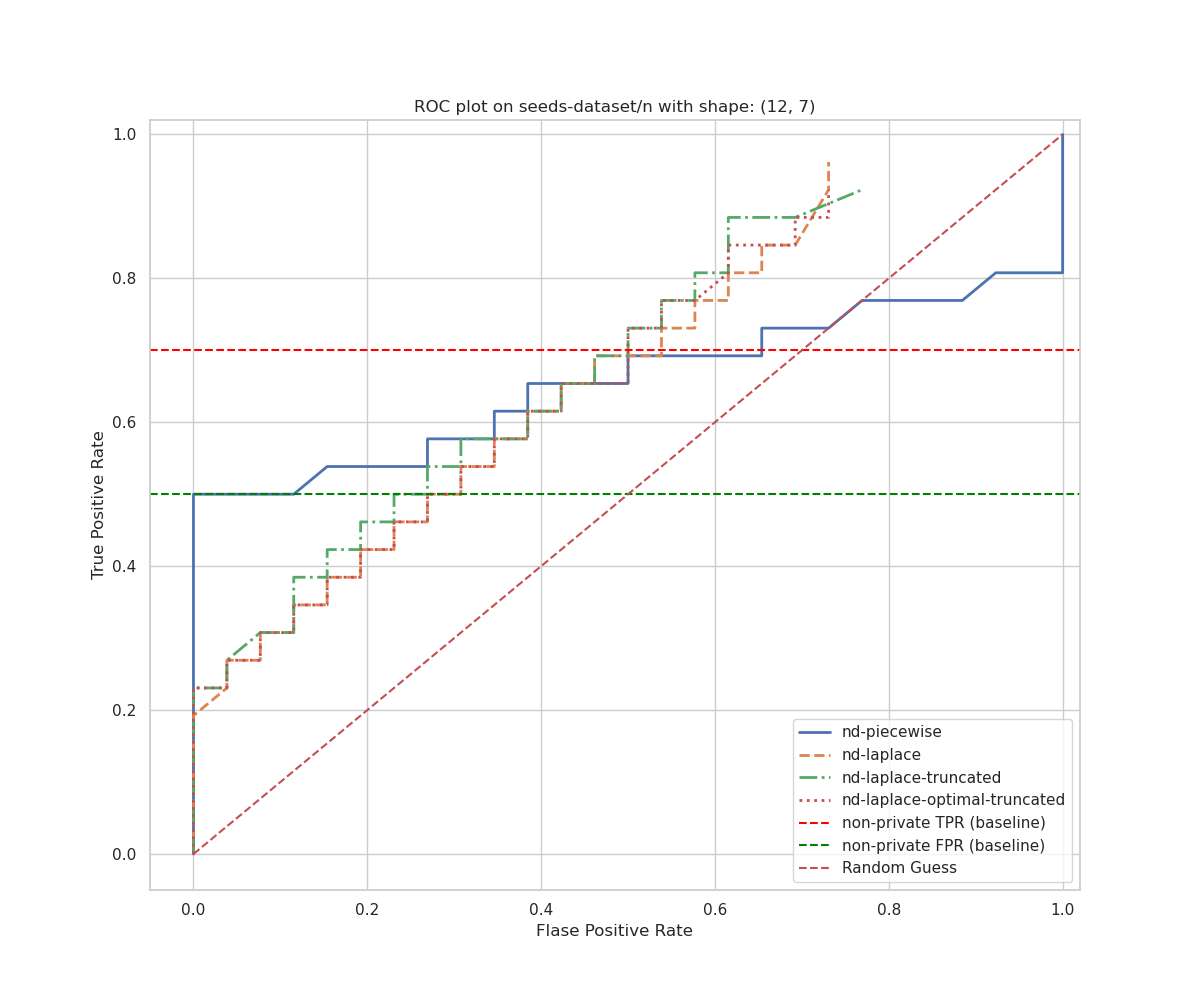 ROC plot on seeds-dataset/n with shape: (12, 7)
True Positive Rate
1.0
0.8
0.6
0.4
0.2
0.0
0.0 0.2 0.4 0.6 0.8 1.0
Flase Positive Rate
nd-piecewise
nd-laplace
nd-laplace-truncated
nd-laplace-optimal-truncated
non-private TPR (baseline)
non-private FPR (baseline)
Random Guess